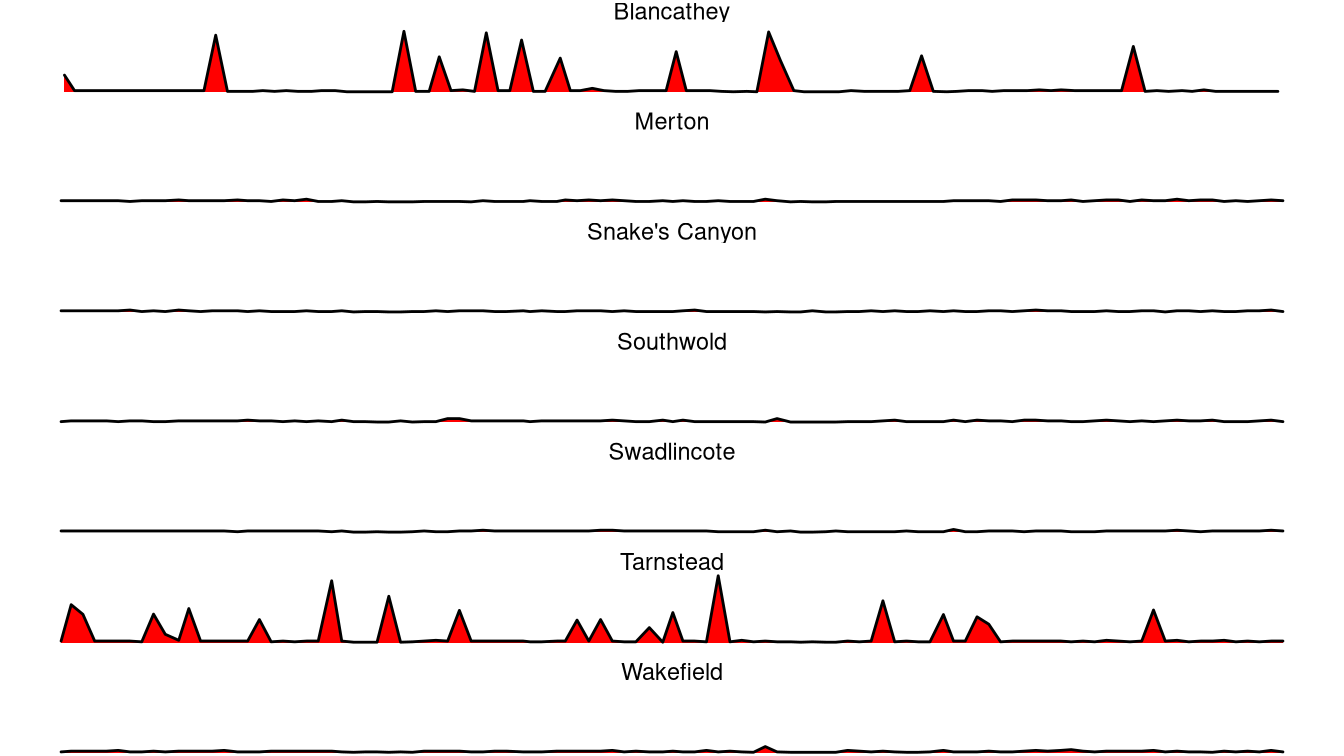 Blancathey
Merton
Snake's Canyon
Southwold
Swadlincote
Tarnstead
Wakefield